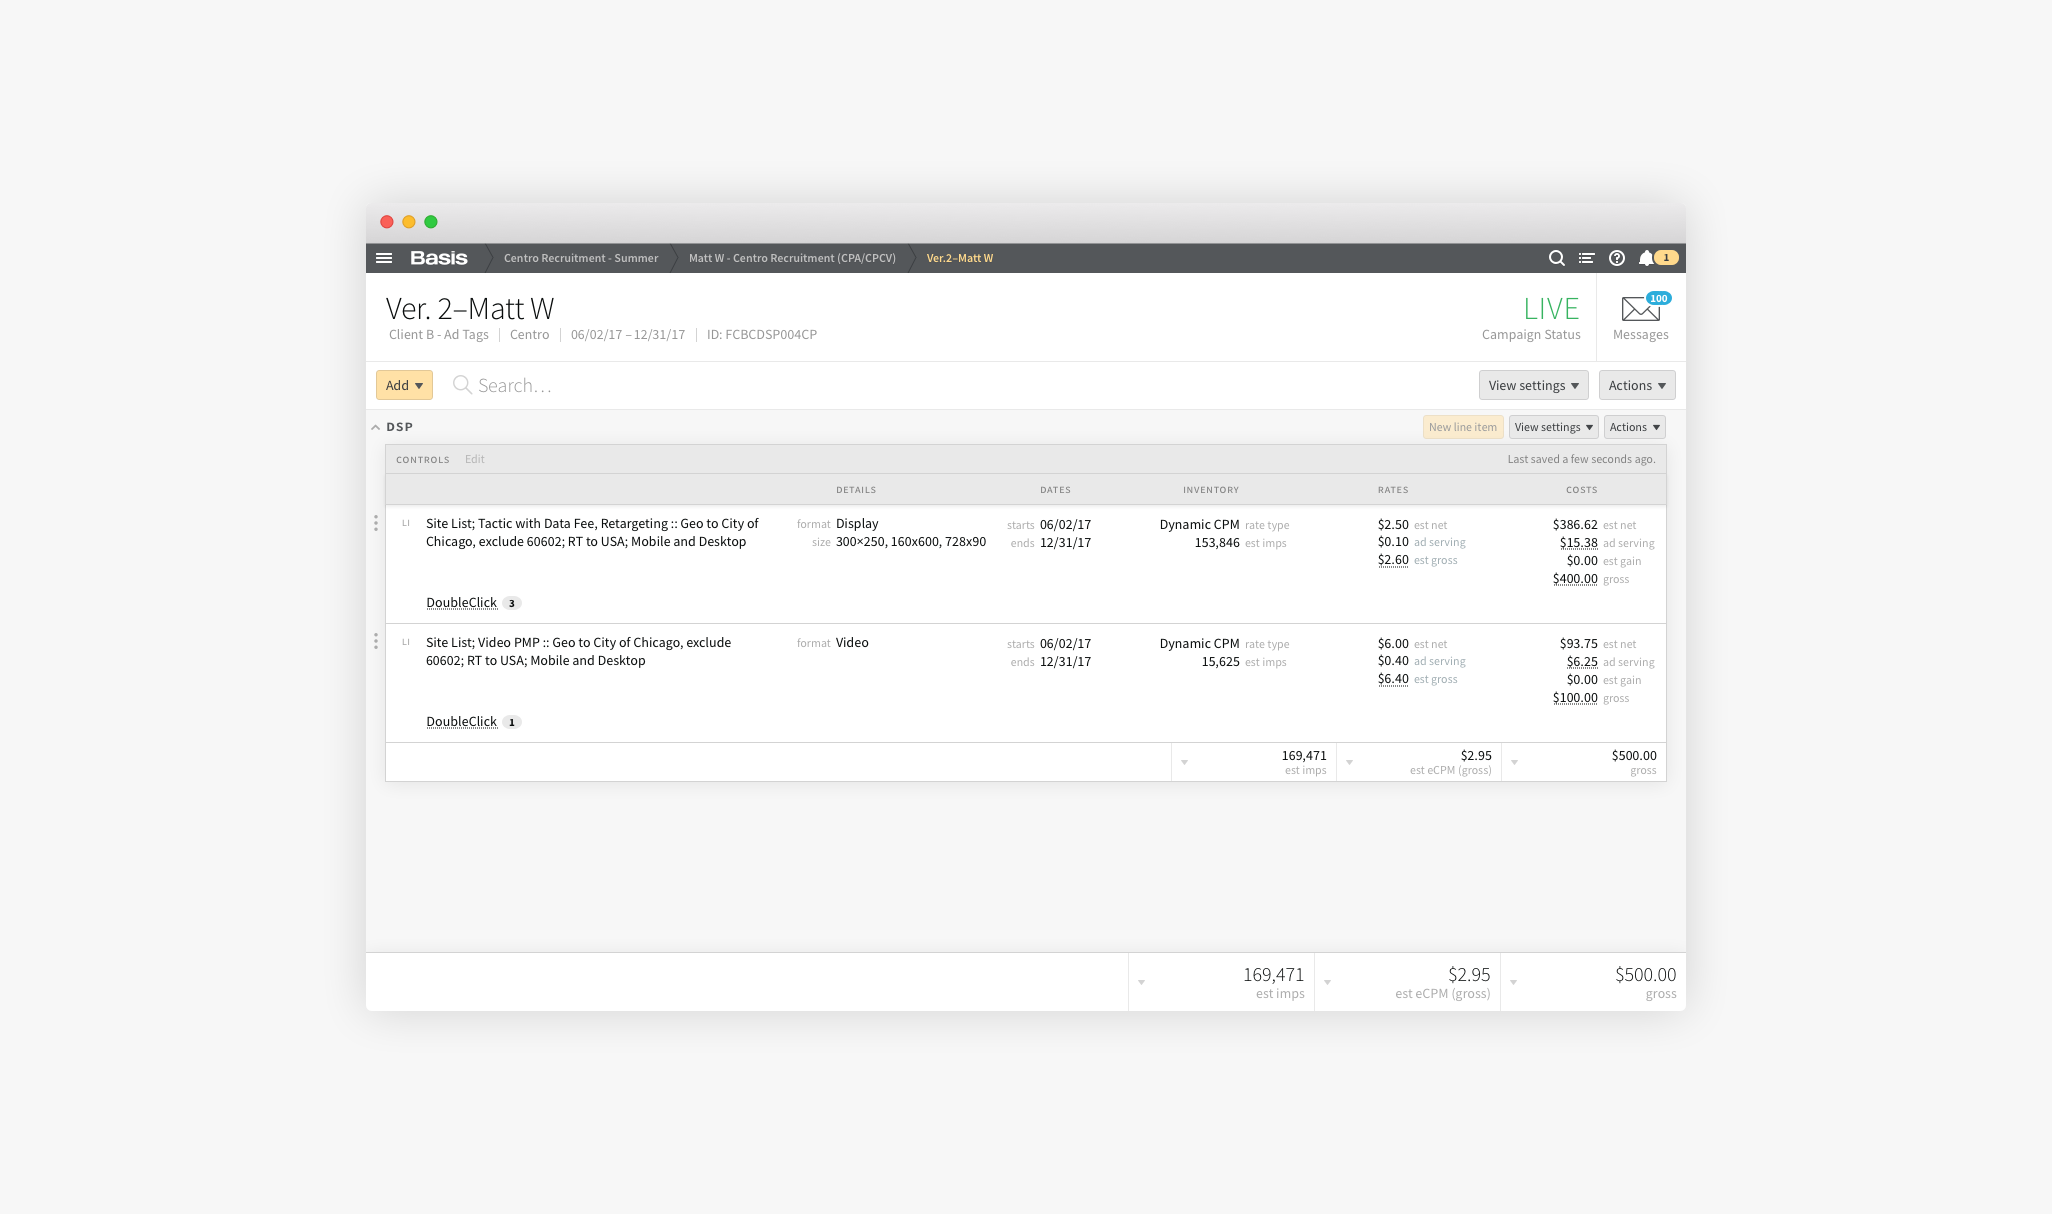 Basis
Centro Recruitment - Summer
Matt W - Centro Recruitment (CPA/CPCV)
Ver.2–Matt W
1
Ver. 2–Matt W
Client B - Ad Tags | Centro | 06/02/17 – 12/31/17 | ID: FCBCDSP004CP
LIVE
Campaign Status
100
Messages
Add
Search…
View settings
Actions
DSP
New line item
View settings
Actions
CONTROLS Edit
Last saved a few seconds ago.
DETAILS DATES INVENTORY RATES COSTS
LI
Site List; Tactic with Data Fee, Retargeting :: Geo to City of
Chicago, exclude 60602; RT to USA; Mobile and Desktop
DoubleClick 3
format Display
size 300×250, 160x600, 728x90
starts 06/02/17
ends 12/31/17
Dynamic CPM rate type
153,846 est imps
$2.50 est net
$0.10 ad serving
$2.60 est gross
$386.62 est net
$15.38 ad serving
$0.00 est gain
$400.00 gross
LI
Site List; Video PMP :: Geo to City of Chicago, exclude
60602; RT to USA; Mobile and Desktop
DoubleClick 1
format Video
starts 06/02/17
ends 12/31/17
Dynamic CPM rate type
15,625 est imps
$6.00 est net
$0.40 ad serving
$6.40 est gross
$93.75 est net
$6.25 ad serving
$0.00 est gain
$100.00 gross
169,471
est imps
$2.95
est eCPM (gross)
$500.00
gross
169,471
est imps
$2.95
est eCPM (gross)
$500.00
gross